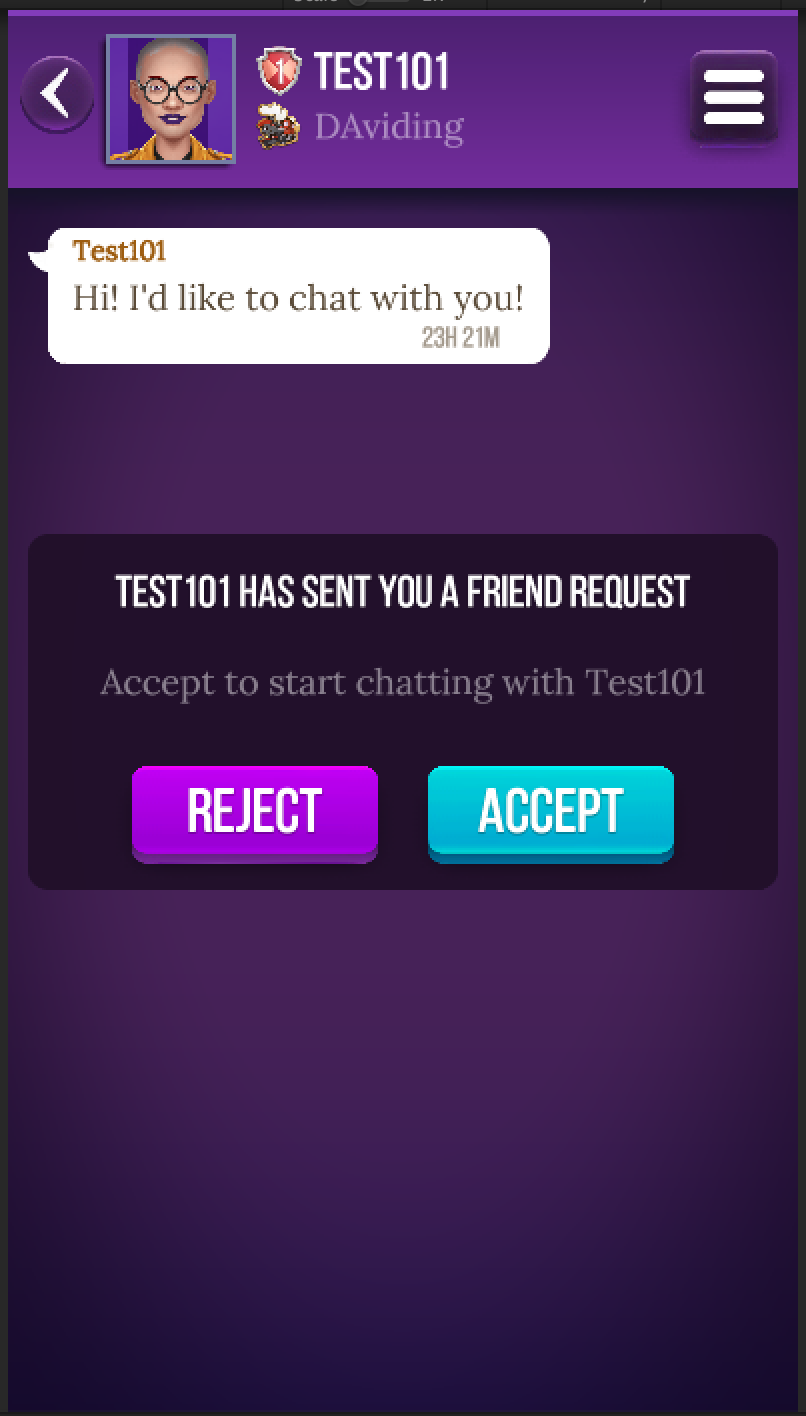 1 TEST101
DAviding
Test101
Hi! I'd like to chat with you!
23H 21M
TEST101 HAS SENT YOU A FRIEND REQUEST
Accept to start chatting with Test101
REJECT
ACCEPT